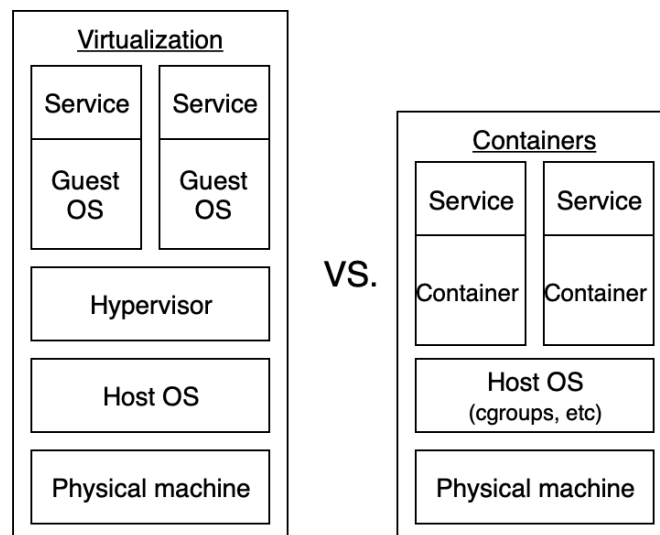 Virtualization
Service
Service
Guest
OS
Guest
OS
Hypervisor
Host OS
Physical machine
VS.
Containers
Service
Service
Container
Container
Host OS
(cgroups, etc)
Physical machine